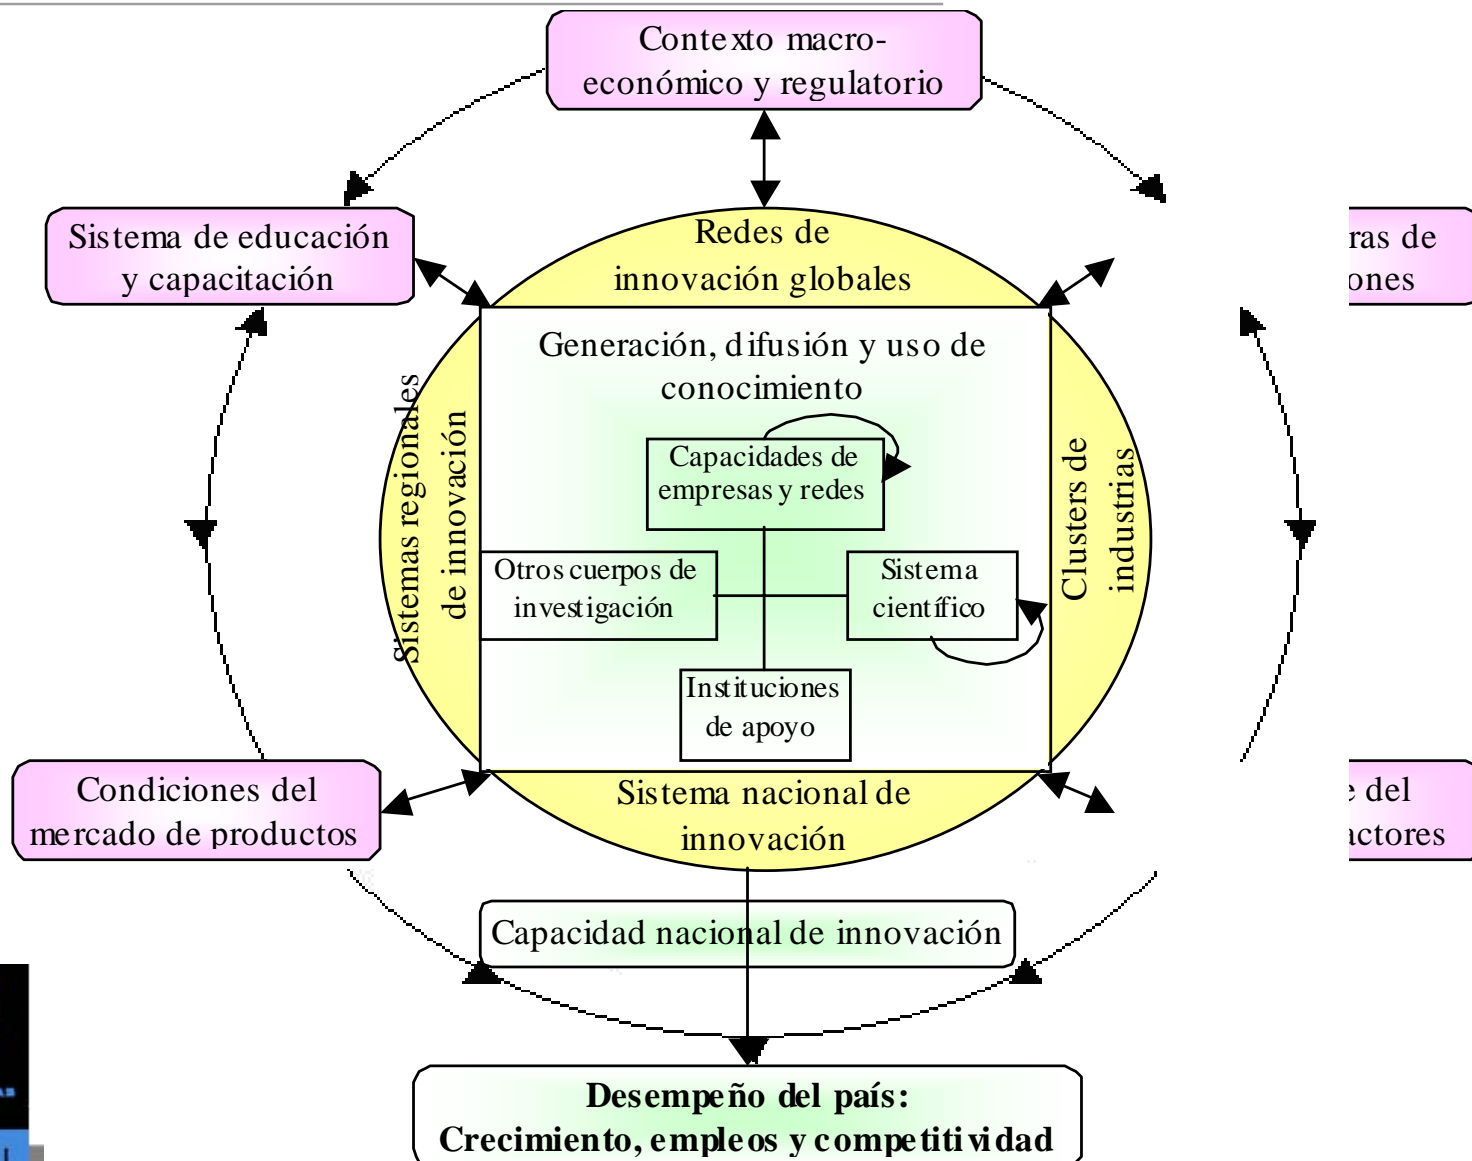 Contexto macro-
económico y regulatorio
Sistema de educación
y capacitación
Redes de
innovación globales
ras de
ones
Generación, difusión y uso de
conocimiento
Sistemas regionales
de innovación
Capacidades de
empresas y redes
Clusters de
industrias
Otros cuerpos de
investigación
Sistema
científico
Instituciones
de apoyo
Condiciones del
mercado de productos
Sistema nacional de
innovación
e del
actores
Capacidad nacional de innovación
Desempeño del país:
Crecimiento, empleos y competitividad